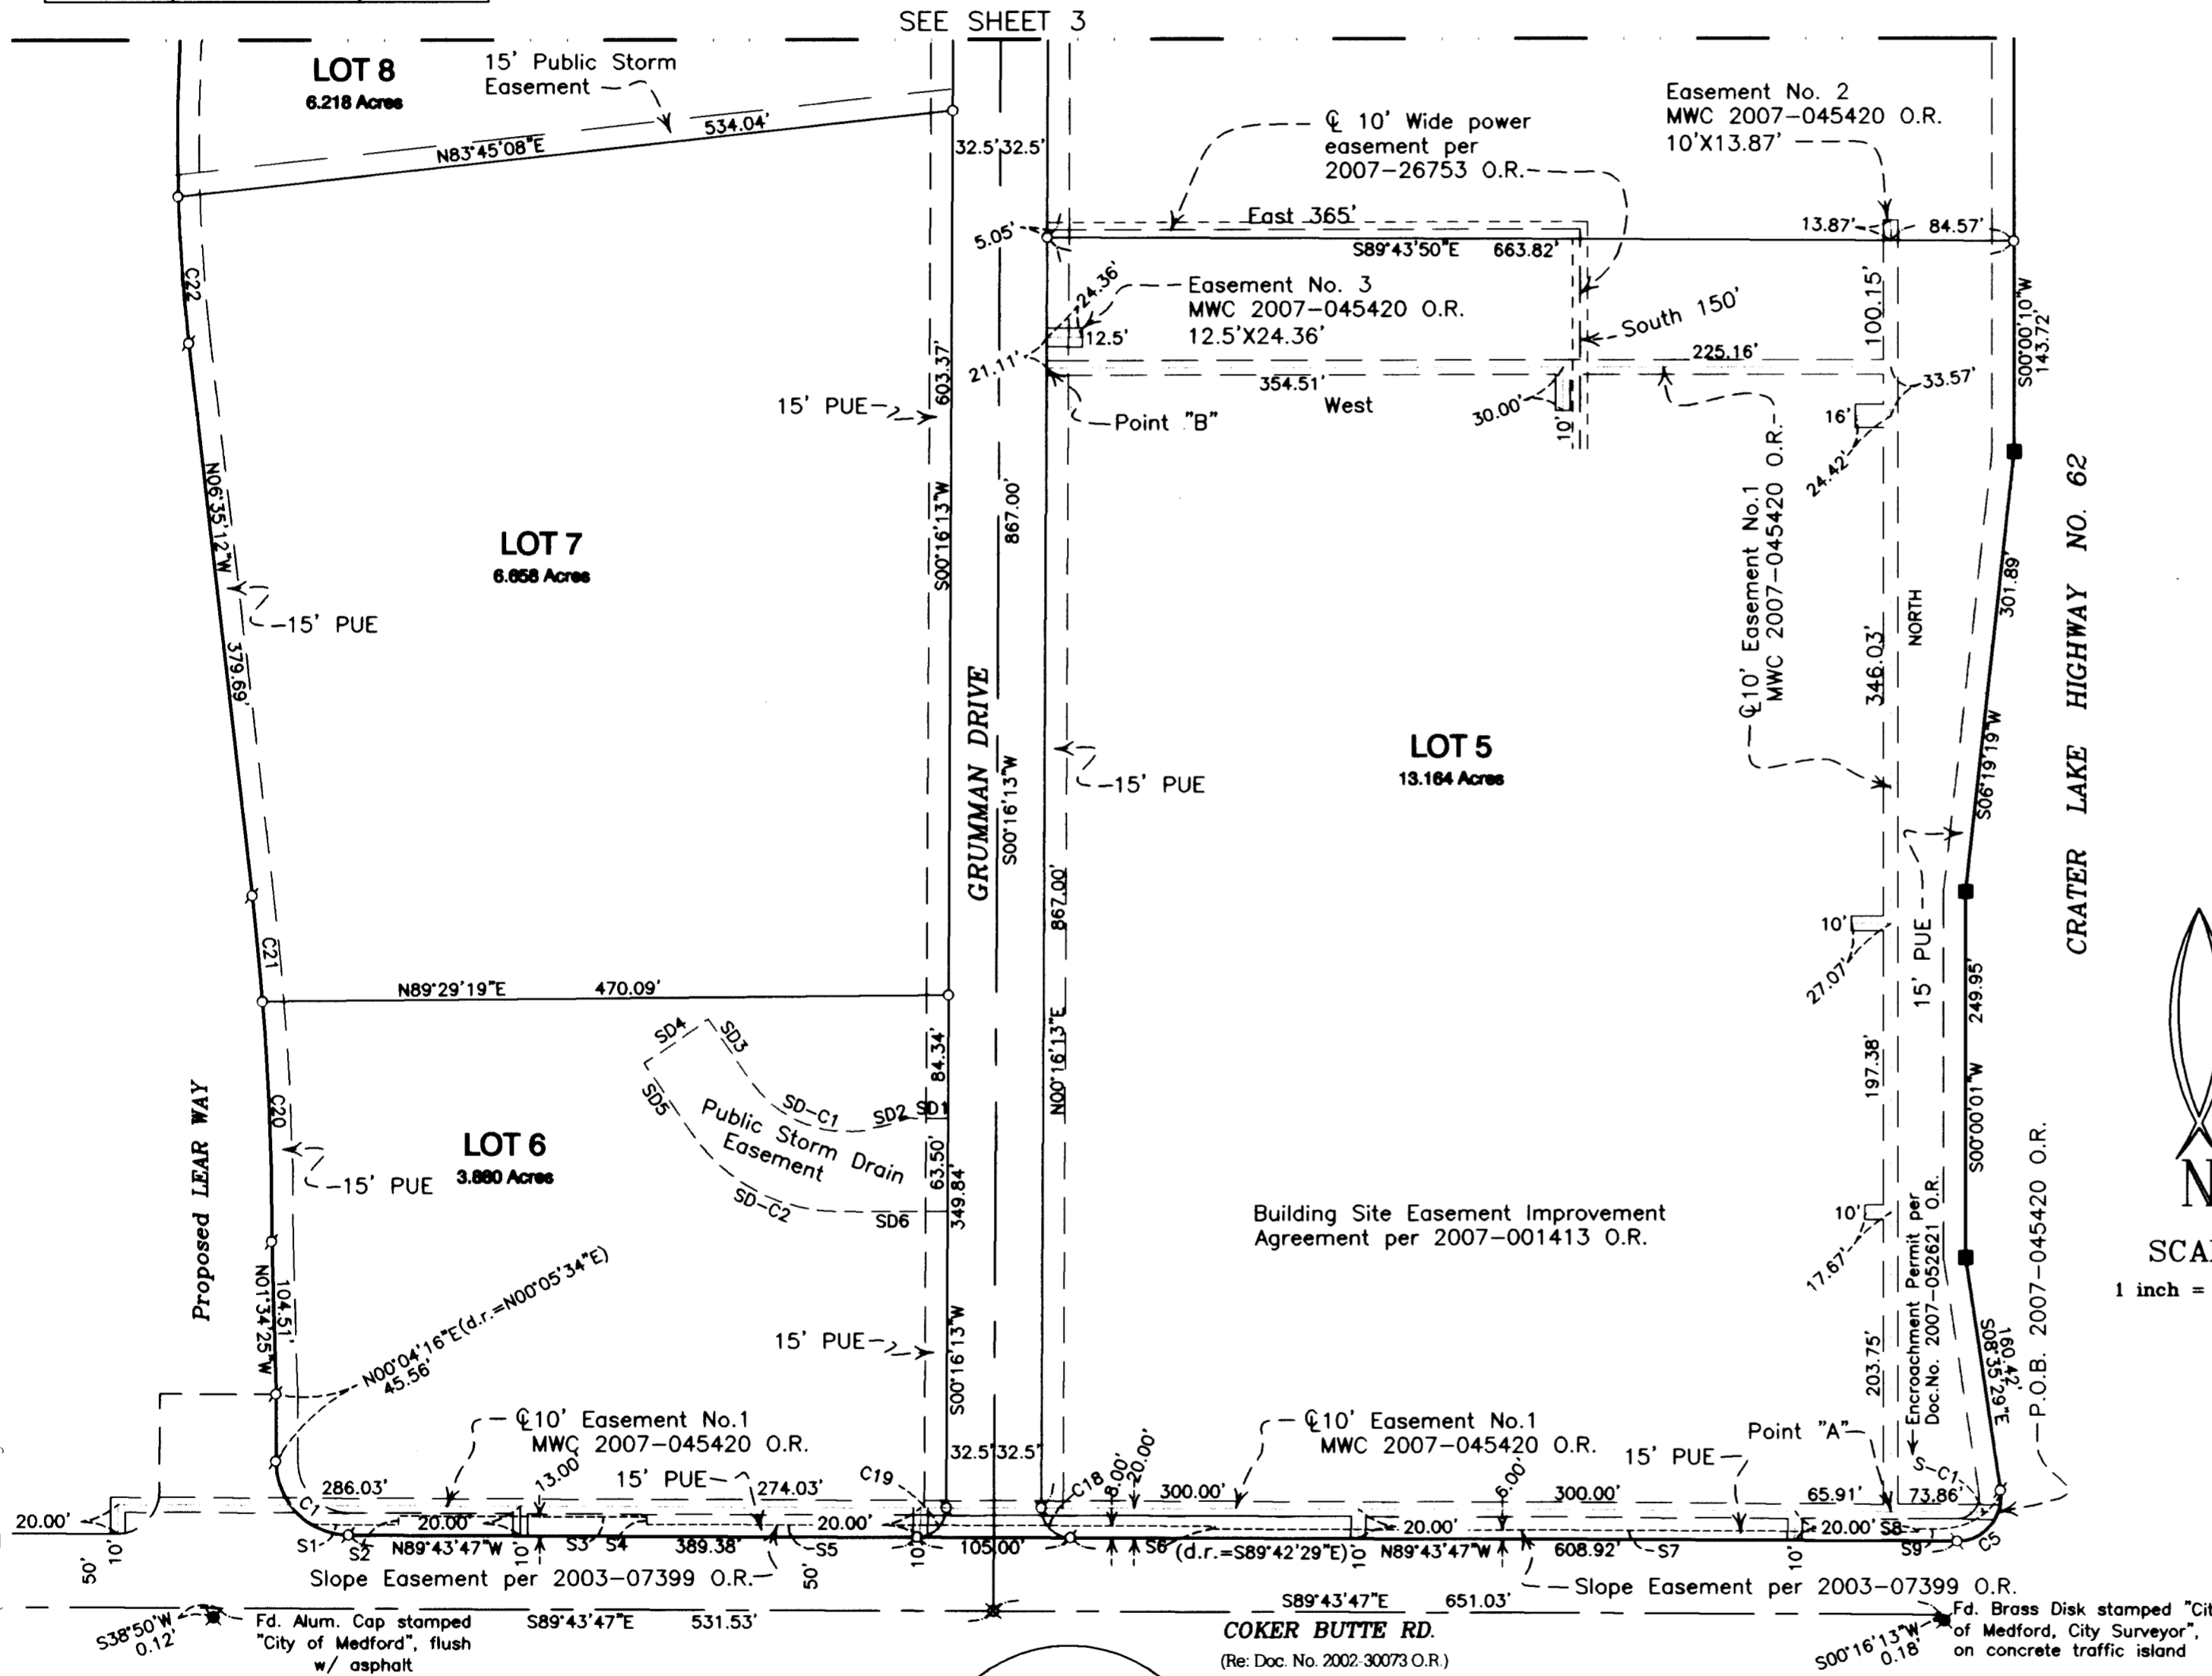 SEE SHEET 3
LOT 8
6.218 Acres
15' Public Storm
Easement
N83°45'08"E
534.04'
32.5'
32.5'
℄ 10' Wide power
easement per
2007-26753 O.R.
Easement No. 2
MWC 2007-045420 O.R.
10'X13.87'
East 365'
5.05'
S89°43'50"E
663.82'
13.87'
84.57'
C22
24.36'
Easement No. 3
MWC 2007-045420 O.R.
12.5'X24.36'
12.5'
21.11'
South 150'
100.15'
S00°00'10"W
143.72'
225.16'
354.51'
West
33.57'
30.00'
10'
16'
24.42'
Point "B"
15' PUE
603.37'
S00°16'13"W
867.00'
N06°35'12"W
379.69'
15' PUE
LOT 7
6.658 Acres
GRUMMAN DRIVE
S00°16'13"W
℄10' Easement No.1
MWC 2007-045420 O.R.
346.03'
NORTH
301.89'
S06°19'19"W
CRATER LAKE HIGHWAY NO. 62
LOT 5
13.164 Acres
15' PUE
867.00'
N00°16'13"E
15' PUE
10'
27.07'
249.95'
S00°00'01"W
C21
N89°29'19"E
470.09'
SD4
SD3
84.34'
SD-C1
SD2
SD1
SD5
Public Storm Drain
Easement
63.50'
349.84'
SD-C2
SD6
C20
Proposed LEAR WAY
LOT 6
3.860 Acres
15' PUE
197.38'
10'
17.67'
Building Site Easement Improvement
Agreement per 2007-001413 O.R.
Encroachment Permit per
Doc.No. 2007-052621 O.R.
P.O.B. 2007-045420 O.R.
N
1 inch =
N01°34'25"W
104.51'
N00°04'16"E(d.r.=N00°05'34"E)
45.56'
15' PUE
S00°16'13"W
203.75'
160.42'
S08°35'29"E
℄10' Easement No.1
MWC 2007-045420 O.R.
32.5'
32.5'
℄10' Easement No.1
MWC 2007-045420 O.R.
Point "A"
15' PUE
S-C1
C1
286.03'
13.00'
15' PUE
274.03'
C19
C18
8.00'
20.00'
300.00'
6.00'
300.00'
65.91'
73.86'
20.00'
20.00'
20.00'
20.00'
20.00'
S8
S1
S2
N89°43'47"W
10'
S3
S4
389.38'
S5
10'
105.00'
S6
(d.r.=S89°42'29"E)
10'
N89°43'47"W
608.92'
S7
10'
S9
C5
50'
10'
Slope Easement per 2003-07399 O.R.
50'
Slope Easement per 2003-07399 O.R.
S38°50'W
0.12'
Fd. Alum. Cap stamped
"City of Medford", flush
w/ asphalt
S89°43'47"E
531.53'
S89°43'47"E
651.03'
COKER BUTTE RD.
(Re: Doc. No. 2002-30073 O.R.)
S00°16'13"W
0.18'
Fd. Brass Disk stamped "Cit
of Medford, City Surveyor",
on concrete traffic island